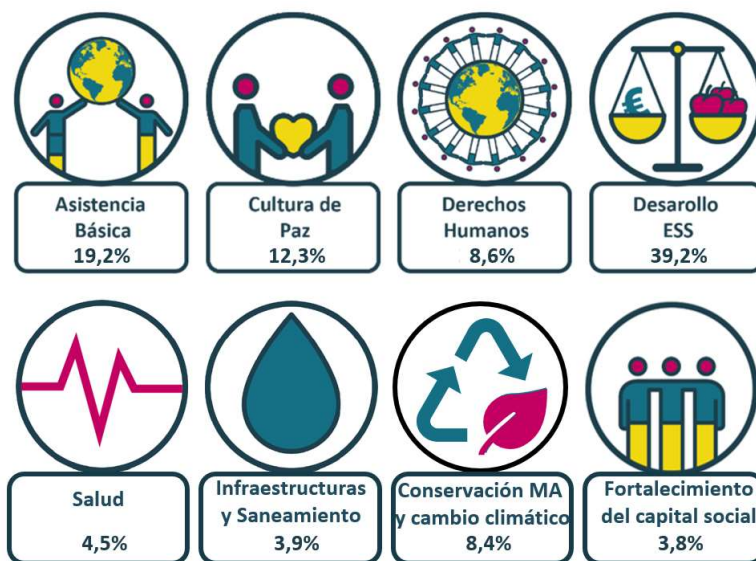 Asistencia
Básica
19,2%
Cultura de
Paz
12,3%
Derechos
Humanos
8,6%
€
Desarollo
ESS
39,2%
Salud
4,5%
Infraestructuras
y Saneamiento
3,9%
Conservación MA
y cambio climático
8,4%
Fortalecimiento
del capital social
3,8%